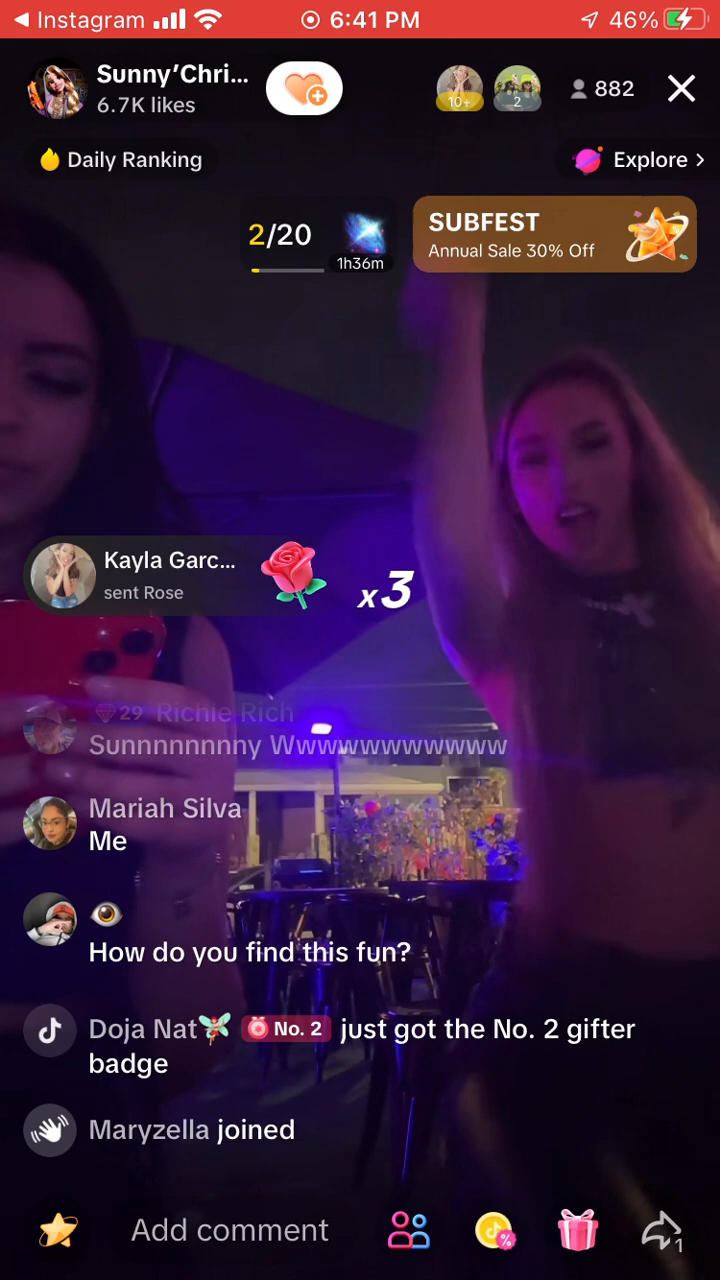 Instagram 6:41 PM 46%
Sunny’Chri...
6.7K likes
10+
2
882
Daily Ranking
Explore
2/20
1h36m
SUBFEST
Annual Sale 30% Off
Kayla Garc...
sent Rose
x3
29 Richie Rich
Sunnnnnnnny Wwwwwwwwwww
Mariah Silva
Me
How do you find this fun?
Doja Nat No. 2 just got the No. 2 gifter
badge
Maryzella joined
Add comment
%
1